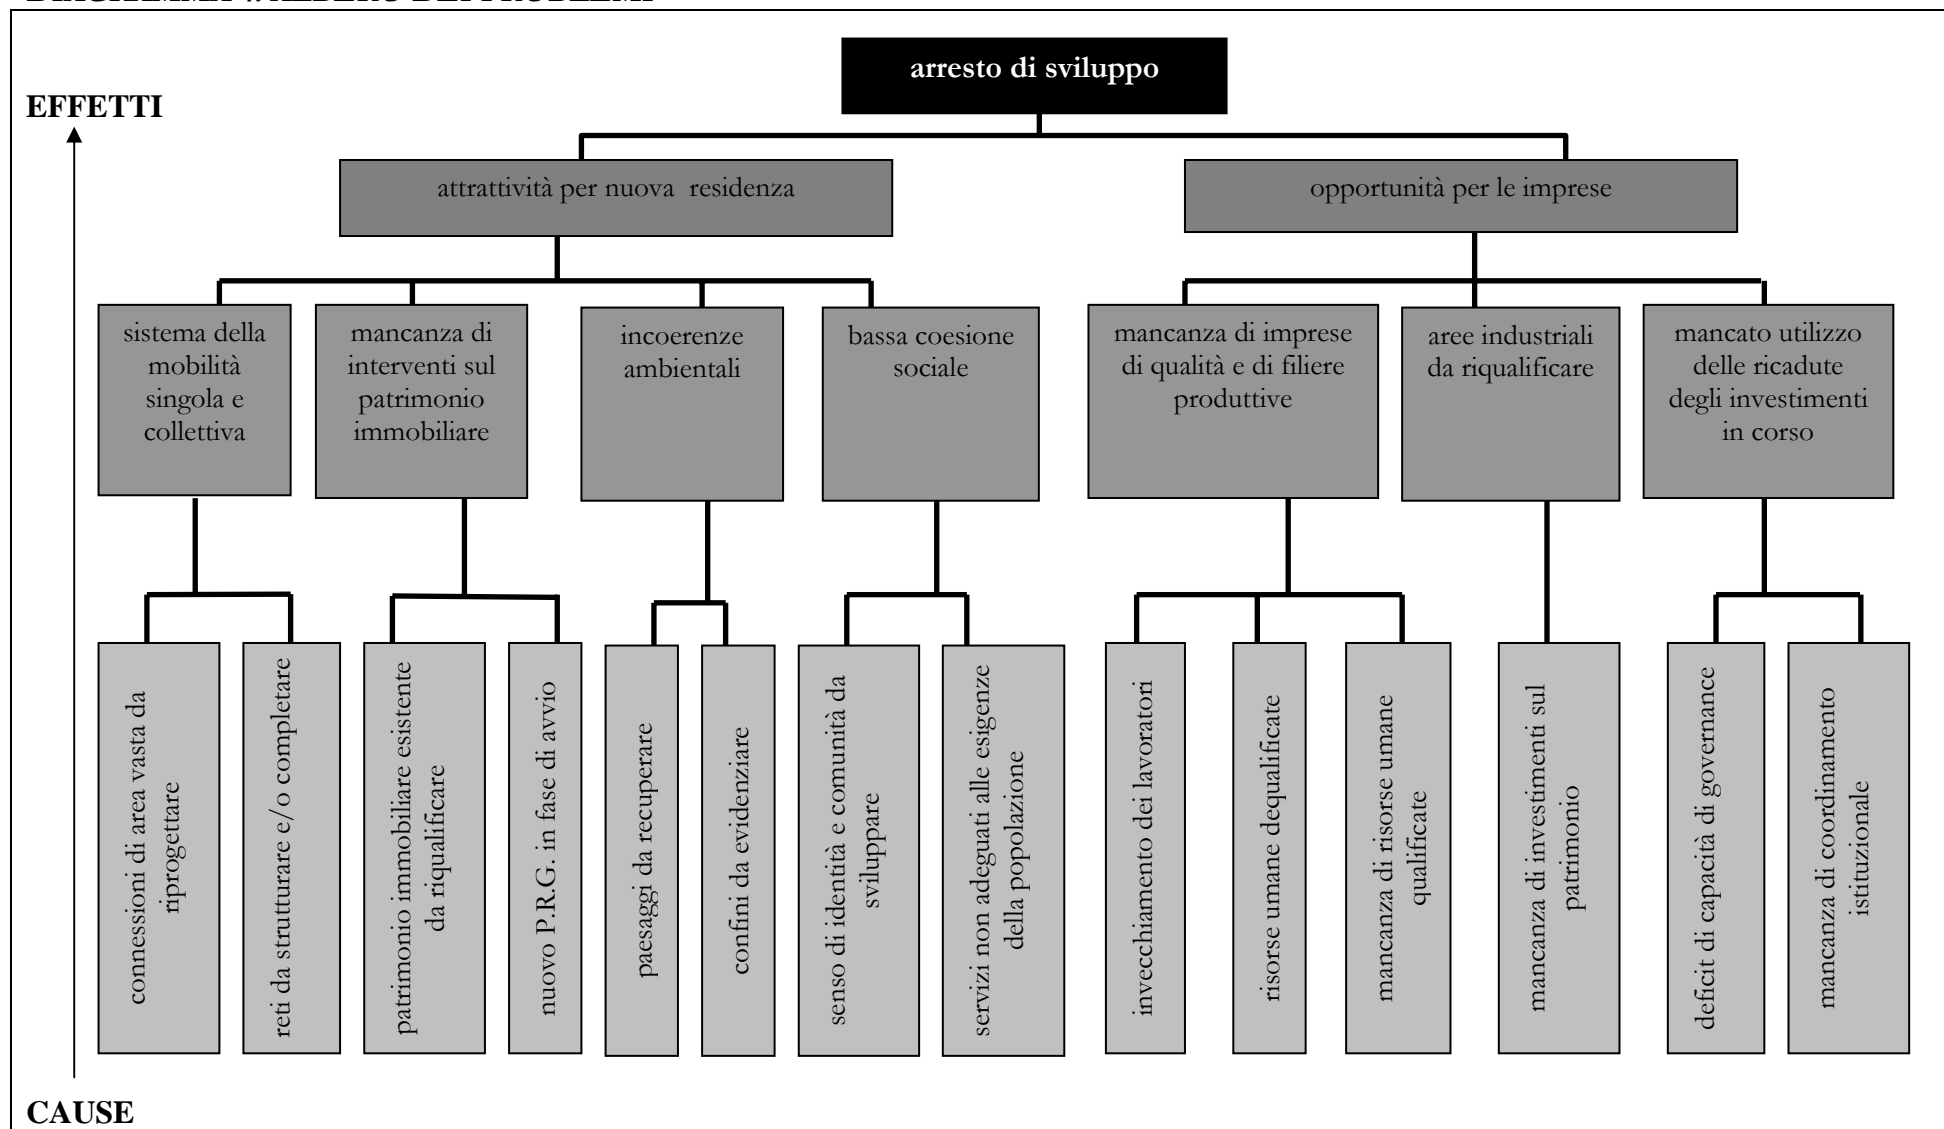 arresto di sviluppo
EFFETTI
attrattività per nuova residenza
opportunità per le imprese
sistema della
mobilità
singola e
collettiva
mancanza di
interventi sul
patrimonio
immobiliare
incoerenze
ambientali
bassa coesione
sociale
mancanza di imprese
di qualità e di filiere
produttive
aree industriali
da riqualificare
mancato utilizzo
delle ricadute
degli investimenti
in corso
connessioni di area vasta da
riprogettare
reti da strutturare e/o completare
patrimonio immobiliare esistente
da riqualificare
nuovo P.R.G. in fase di avvio
paesaggi da recuperare
confini da evidenziare
senso di identità e comunità da
sviluppare
servizi non adeguati alle esigenze
della popolazione
invecchiamento dei lavoratori
risorse umane dequalificate
mancanza di risorse umane
qualificate
mancanza di investimenti sul
patrimonio
deficit di capacità di governance
mancanza di coordinamento
istituzionale
CAUSE